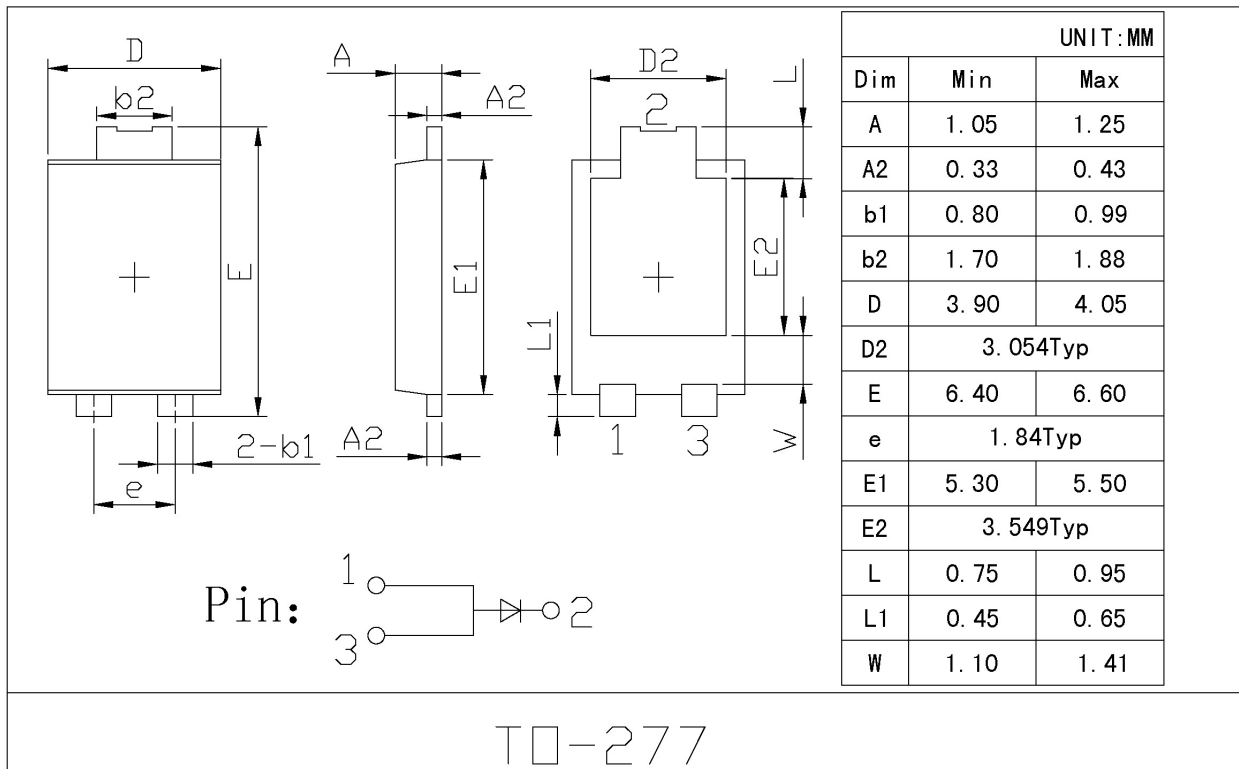 D
b2
E
2-b1
e
A
A2
E1
A2
D2
L
2
E2
L1
W
1 3
Pin:
1
3
2
UNIT:MM
Dim Min Max
A 1.05 1.25
A2 0.33 0.43
b1 0.80 0.99
b2 1.70 1.88
D 3.90 4.05
D2 3.054Typ
E 6.40 6.60
e 1.84Typ
E1 5.30 5.50
E2 3.549Typ
L 0.75 0.95
L1 0.45 0.65
W 1.10 1.41
TO-277